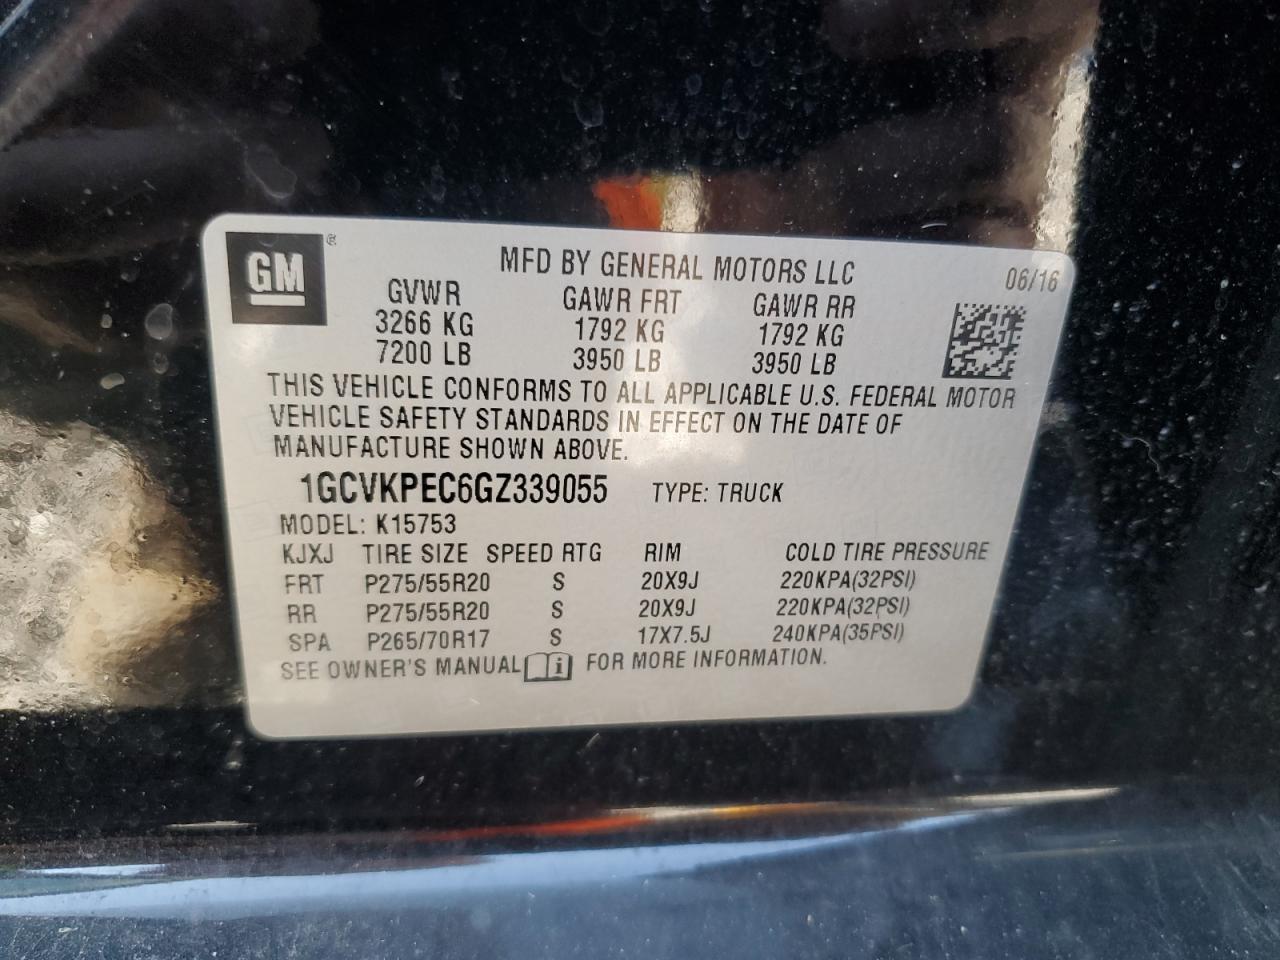 GM ®
MFD BY GENERAL MOTORS LLC 06/16
GVWR GAWR FRT GAWR RR
3266 KG 1792 KG 1792 KG
7200 LB 3950 LB 3950 LB
THIS VEHICLE CONFORMS TO ALL APPLICABLE U.S. FEDERAL MOTOR
VEHICLE SAFETY STANDARDS IN EFFECT ON THE DATE OF
MANUFACTURE SHOWN ABOVE.
1GCVKPEC6GZ339055 TYPE: TRUCK
MODEL: K15753
KJXJ TIRE SIZE SPEED RTG RIM COLD TIRE PRESSURE
FRT P275/55R20 S 20X9J 220KPA(32PSI)
RR P275/55R20 S 20X9J 220KPA(32PSI)
SPA P265/70R17 S 17X7.5J 240KPA(35PSI)
SEE OWNER'S MANUAL i FOR MORE INFORMATION.